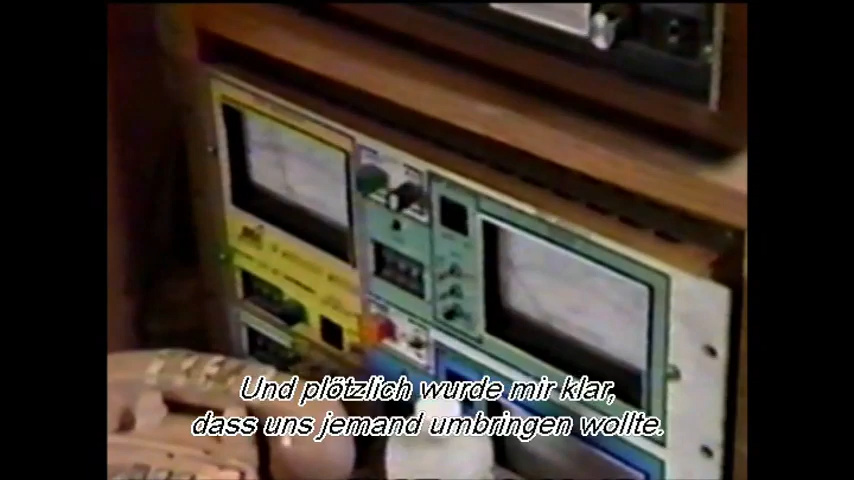 Und plötzlich wurde mir klar,
dass uns jemand umbringen wollte.